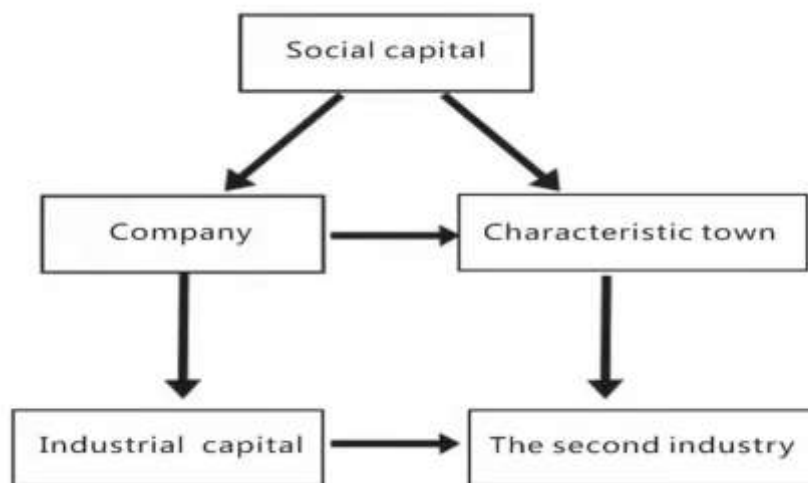 Social capital
Company
Characteristic town
Industrial capital
The second industry